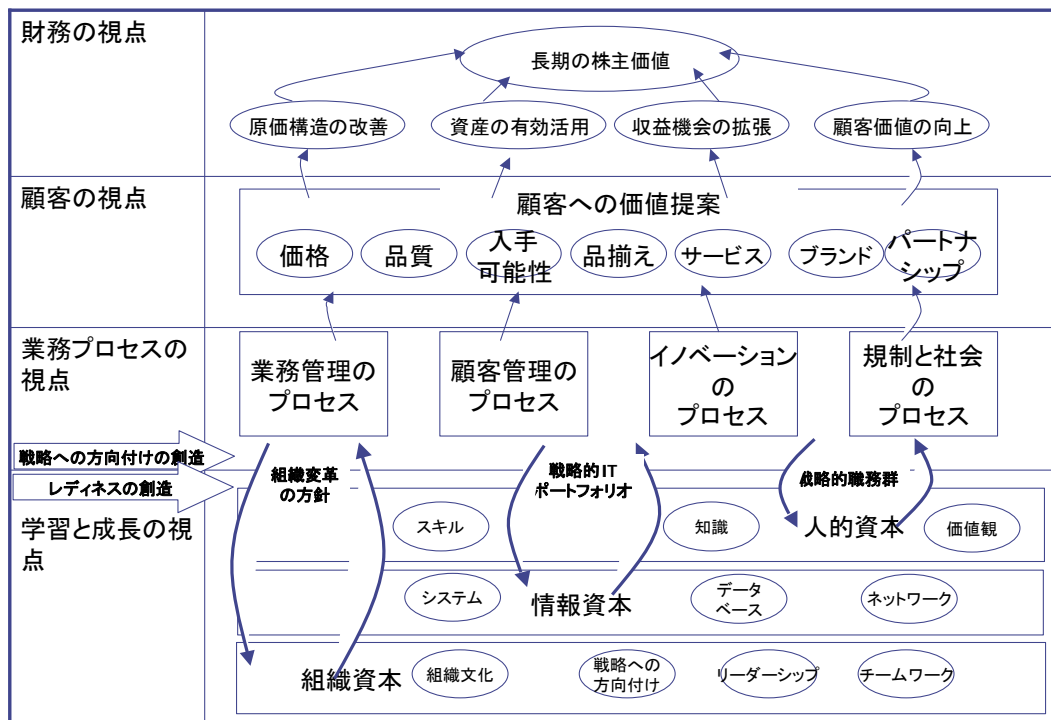 財務の視点
長期の株主価値
原価構造の改善
資産の有効活用
収益機会の拡張
顧客価値の向上
顧客の視点
顧客への価値提案
価格
品質
入手
可能性
品揃え
サービス
ブランド
パートナ
シップ
業務プロセスの
視点
業務管理の
プロセス
顧客管理の
プロセス
イノベーション
の
プロセス
規制と社会
の
プロセス
戦略への方向付けの創造
レディネスの創造
組織変革
の方針
戦略的IT
ポートフォリオ
戦略的職務群
学習と成長の視
点
スキル
知識
人的資本
価値観
システム
情報資本
データ
ベース
ネットワーク
組織資本
組織文化
戦略への
方向付け
リーダーシップ
チームワーク